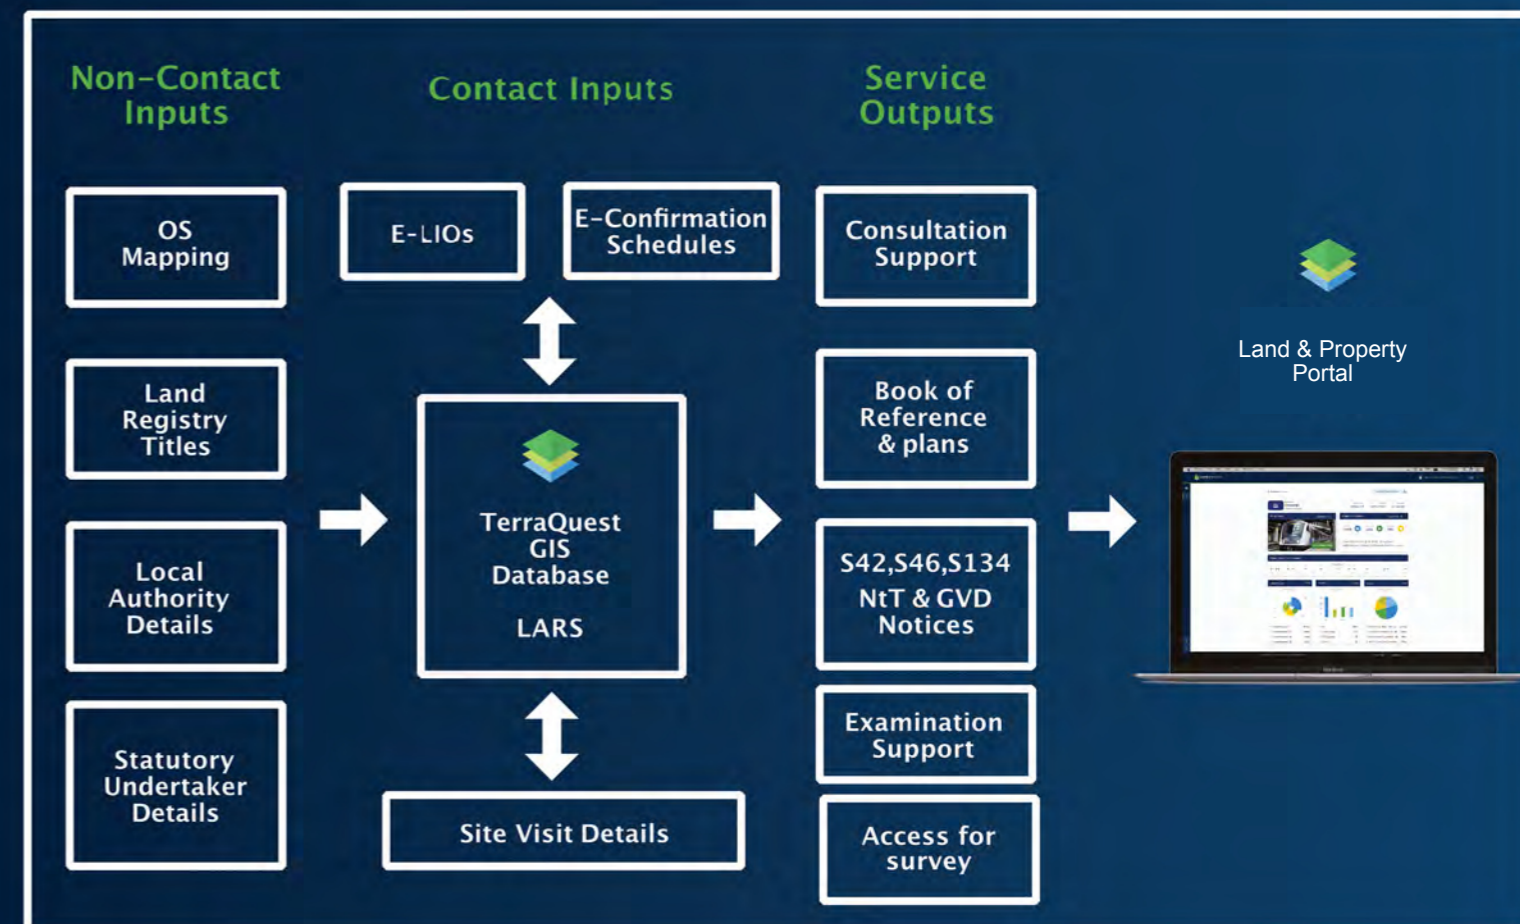 Non-Contact
Inputs
Contact Inputs
Service
Outputs
OS
Mapping
Land
Registry
Titles
Local
Authority
Details
Statutory
Undertaker
Details
E-LIOs
E-Confirmation
Schedules
TerraQuest
GIS
Database
LARS
Site Visit Details
Consultation
Support
Book of
Reference
& plans
S42,S46,S134
NtT & GVD
Notices
Examination
Support
Access for
survey
Land & Property
Portal